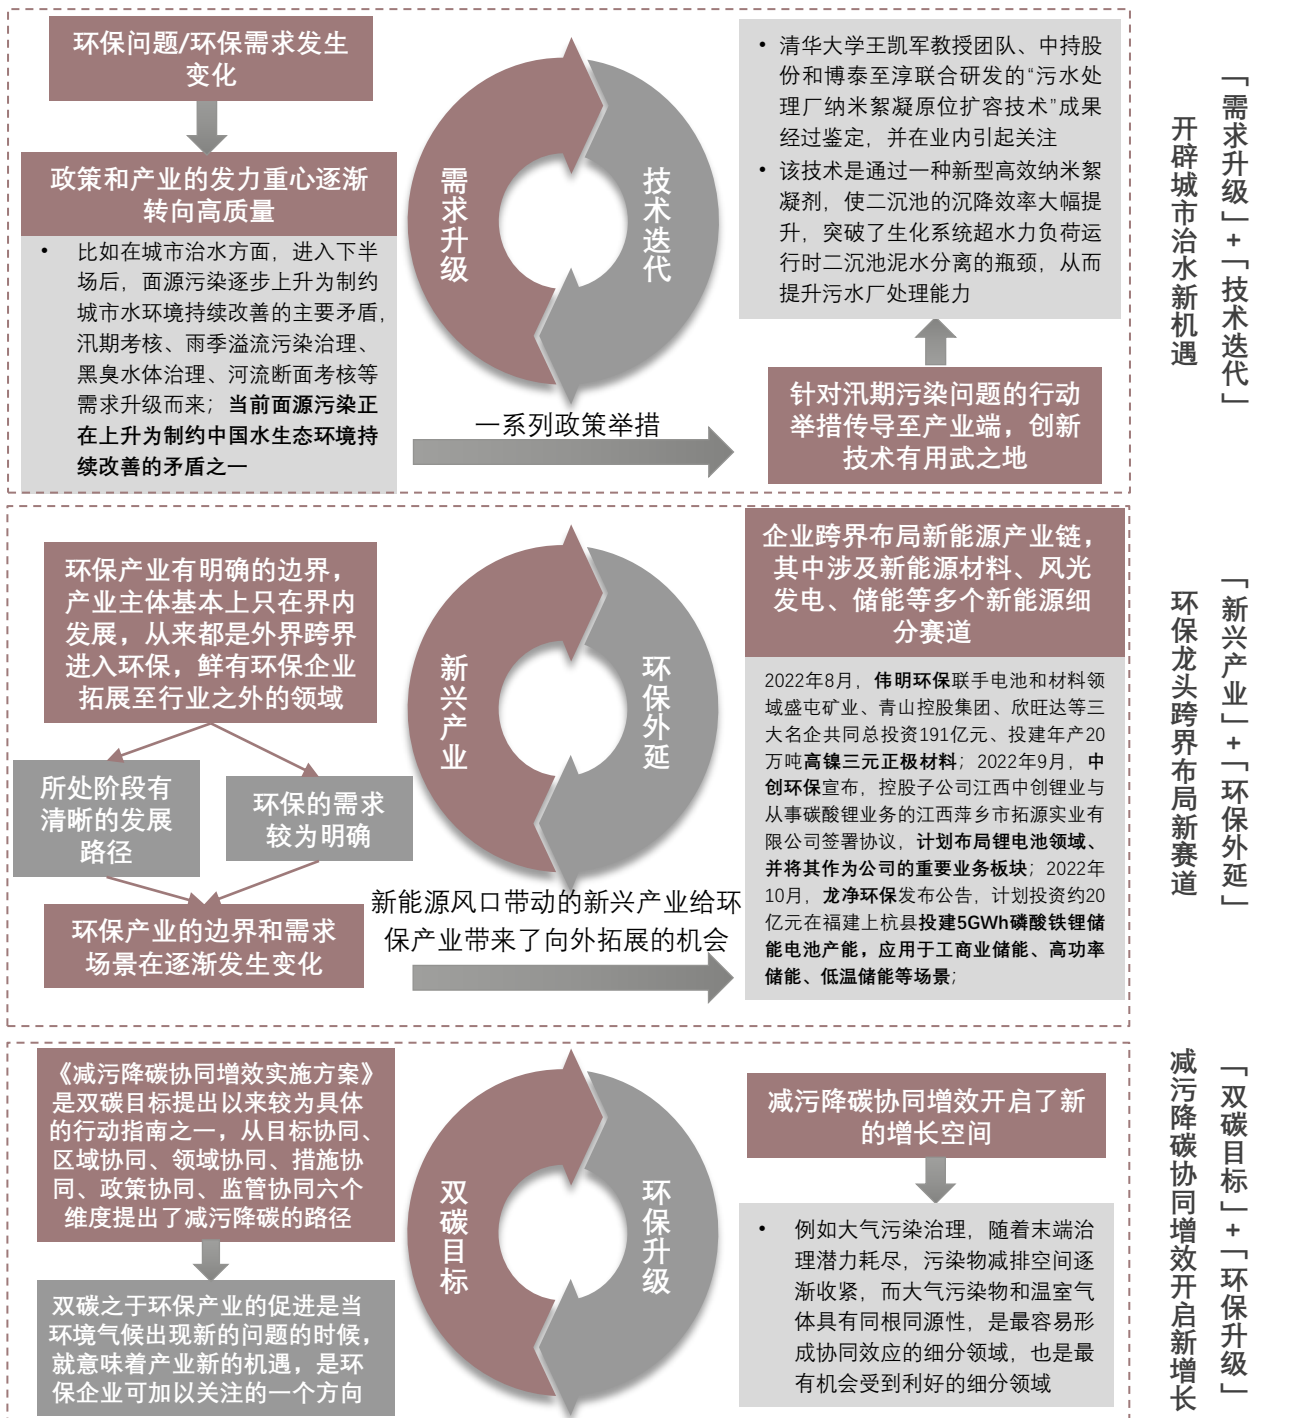 环保问题/环保需求发生
变化
政策和产业的发力重心逐渐
转向高质量
• 比如在城市治水方面，进入下半
场后，面源污染逐步上升为制约
城市水环境持续改善的主要矛盾，
汛期考核、雨季溢流污染治理、
黑臭水体治理、河流断面考核等
需求升级而来；当前面源污染正
在上升为制约中国水生态环境持
续改善的矛盾之一
需求升级
技术迭代
一系列政策举措
• 清华大学王凯军教授团队、中持股
份和博泰至淳联合研发的“污水处
理厂纳米絮凝原位扩容技术”成果
经过鉴定，并在业内引起关注
• 该技术是通过一种新型高效纳米絮
凝剂，使二沉池的沉降效率大幅提
升，突破了生化系统超水力负荷运
行时二沉池泥水分离的瓶颈，从而
提升污水厂处理能力
针对汛期污染问题的行动
举措传导至产业端，创新
技术有用武之地
「需求升级」+「技术迭代」
开辟城市治水新机遇
环保产业有明确的边界，
产业主体基本上只在界内
发展，从来都是外界跨界
进入环保，鲜有环保企业
拓展至行业之外的领域
所处阶段有
清晰的发展
路径
环保的需求
较为明确
环保产业的边界和需求
场景在逐渐发生变化
新兴产业
环保外延
新能源风口带动的新兴产业给环
保产业带来了向外拓展的机会
企业跨界布局新能源产业链，
其中涉及新能源材料、风光
发电、储能等多个新能源细
分赛道
2022年8月，伟明环保联手电池和材料领
域盛屯矿业、青山控股集团、欣旺达等三
大名企共同总投资191亿元、投建年产20
万吨高镍三元正极材料；2022年9月，中
创环保宣布，控股子公司江西中创锂业与
从事碳酸锂业务的江西萍乡市拓源实业有
限公司签署协议，计划布局锂电池领域、
并将其作为公司的重要业务板块；2022年
10月，龙净环保发布公告，计划投资约20
亿元在福建上杭县投建5GWh磷酸铁锂储
能电池产能，应用于工商业储能、高功率
储能、低温储能等场景；
「新兴产业」+「环保外延」
环保龙头跨界布局新赛道
《减污降碳协同增效实施方案》
是双碳目标提出以来较为具体
的行动指南之一，从目标协同、
区域协同、领域协同、措施协
同、政策协同、监管协同六个
维度提出了减污降碳的路径
双碳之于环保产业的促进是当
环境气候出现新的问题的时候，
就意味着产业新的机遇，是环
保企业可加以关注的一个方向
双碳目标
环保升级
减污降碳协同增效开启了新
的增长空间
• 例如大气污染治理，随着末端治
理潜力耗尽，污染物减排空间逐
渐收紧，而大气污染物和温室气
体具有同根同源性，是最容易形
成协同效应的细分领域，也是最
有机会受到利好的细分领域
「双碳目标」+「环保升级」
减污降碳协同增效开启新增长